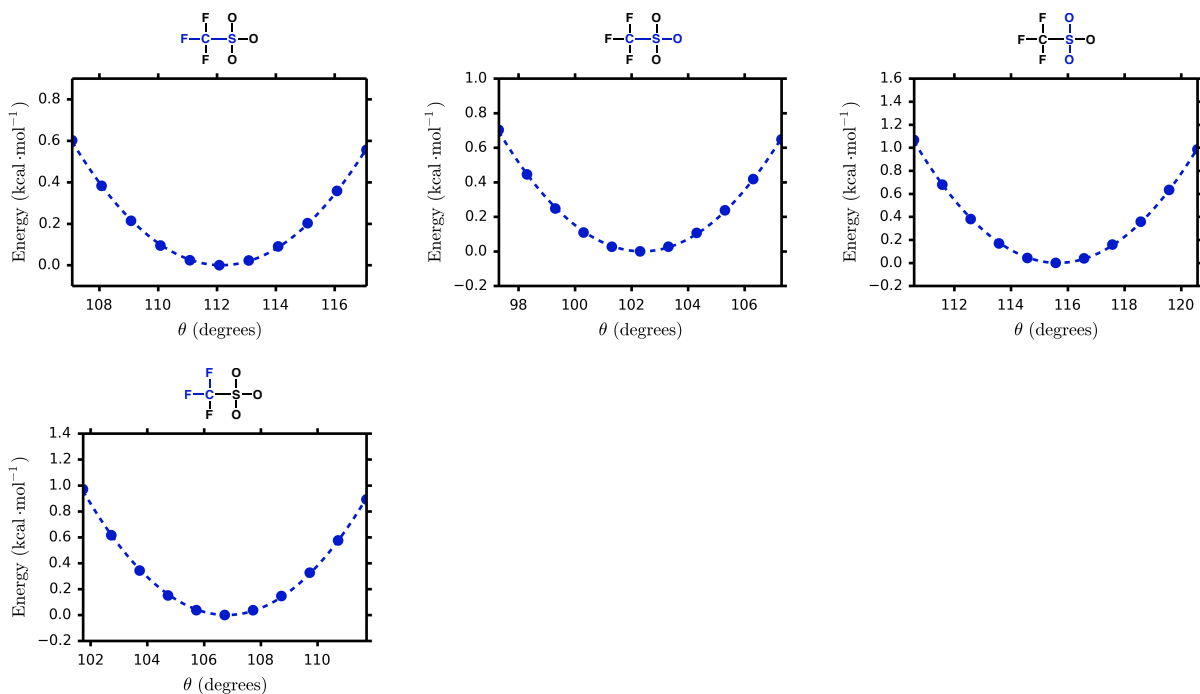 F O
F C S O
F O
0.8
0.6
0.4
0.2
0.0
Energy (kcal·mol⁻¹)
108 110 112 114 116
θ (degrees)
F O
F C S O
F O
1.0
0.8
0.6
0.4
0.2
0.0
−0.2
Energy (kcal·mol⁻¹)
98 100 102 104 106
θ (degrees)
F O
F C S O
F O
1.6
1.4
1.2
1.0
0.8
0.6
0.4
0.2
0.0
−0.2
Energy (kcal·mol⁻¹)
112 114 116 118 120
θ (degrees)
F O
F C S O
F O
1.4
1.2
1.0
0.8
0.6
0.4
0.2
0.0
−0.2
Energy (kcal·mol⁻¹)
102 104 106 108 110
θ (degrees)